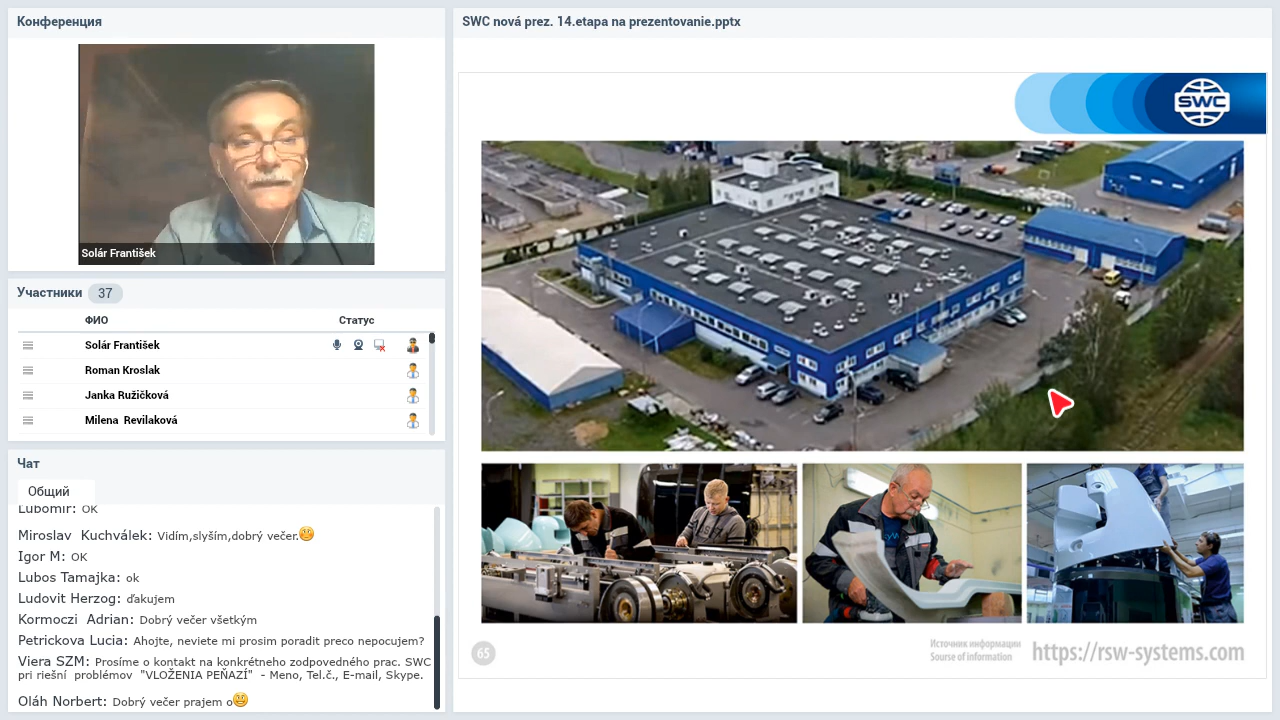 Конференция
Solár František
Участники 37
ФИО Статус
Solár František
Roman Kroslak
Janka Ružičková
Milena Revilaková
Чат
Общий
Lubomir: OK
Miroslav Kuchválek: Vidím,slyším,dobrý večer.
Igor M: OK
Lubos Tamajka: ok
Ludovit Herzog: ďakujem
Kormoczi Adrian: Dobrý večer všetkým
Petrickova Lucia: Ahojte, neviete mi prosim poradit preco nepocujem?
Viera SZM: Prosíme o kontakt na konkrétneho zodpovedného prac. SWC
pri riešní problémov "VLOŽENIA PEŇAZÍ" - Meno, Tel.č., E-mail, Skype.
Oláh Norbert: Dobrý večer prajem o
SWC nová prez. 14.etapa na prezentovanie.pptx
SWC
65
Источник информации
Sourse of information
https://rsw-systems.com